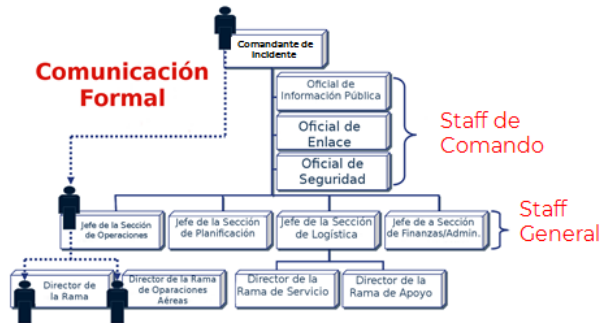 Comandante de
Incidente
Comunicación
Formal
Oficial de
Información Pública
Oficial de
Enlace
Oficial de
Seguridad
Staff de
Comando
Jefe de la Sección
de Operaciones
Jefe de la Sección
de Planificación
Jefe de la Sección
de Logística
Jefe de a Sección
de Finanzas/Admin.
Staff
General
Director de
la Rama
Director de la Rama
de Operaciones
Aéreas
Director de la
Rama de Servicio
Director de la
Rama de Apoyo